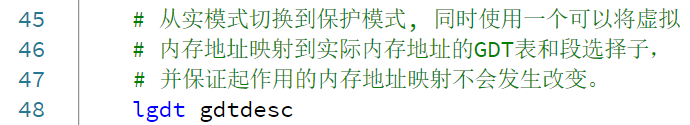 45 # 从实模式切换到保护模式, 同时使用一个可以将虚拟
46 # 内存地址映射到实际内存地址的GDT表和段选择子,
47 # 并保证起作用的内存地址映射不会发生改变。
48 lgdt gdtdesc